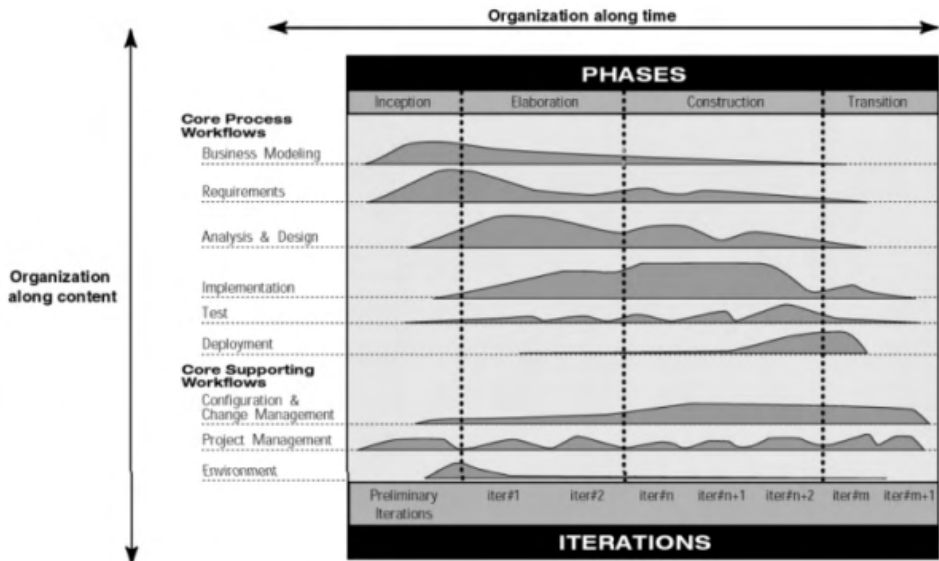 Organization along time
PHASES
Inception Elaboration Construction Transition
Core Process
Workflows
Business Modeling
Requirements
Analysis & Design
Organization
along content
Implementation
Test
Deployment
Core Supporting
Workflows
Configuration &
Change Management
Project Management
Environment
Preliminary
Iterations
iter#1 iter#2 iter#n iter#n+1 iter#n+2 iter#m iter#m+1
ITERATIONS